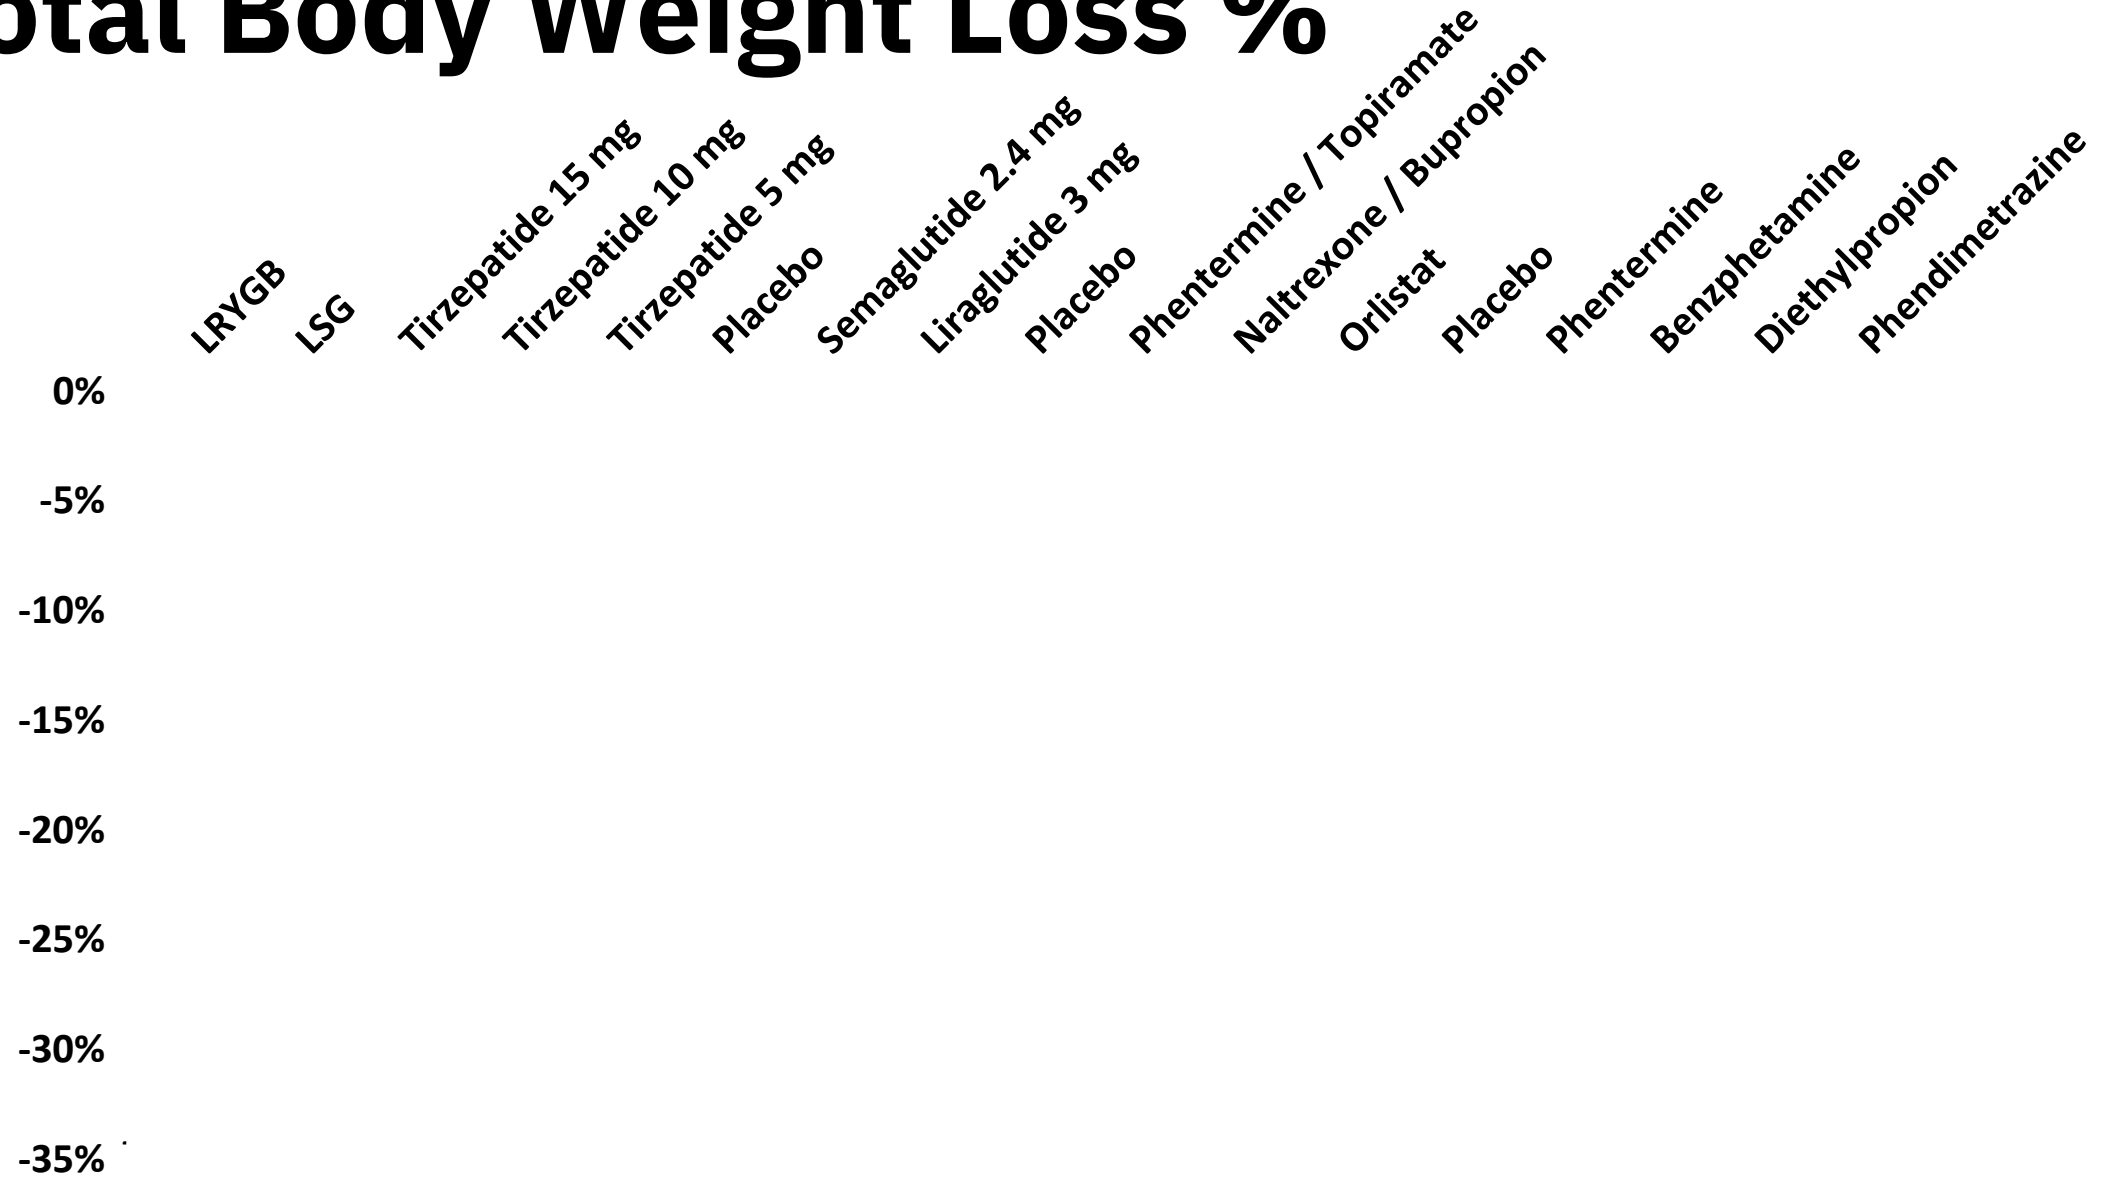 otal Body Weight Loss %
LRYGB
LSG
Tirzepatide 15 mg
Tirzepatide 10 mg
Tirzepatide 5 mg
Placebo
Semaglutide 2.4 mg
Liraglutide 3 mg
Placebo
Phentermine / Topiramate
Naltrexone / Bupropion
Orlistat
Placebo
Phentermine
Benzphetamine
Diethylpropion
Phendimetrazine
0%
-5%
-10%
-15%
-20%
-25%
-30%
-35%